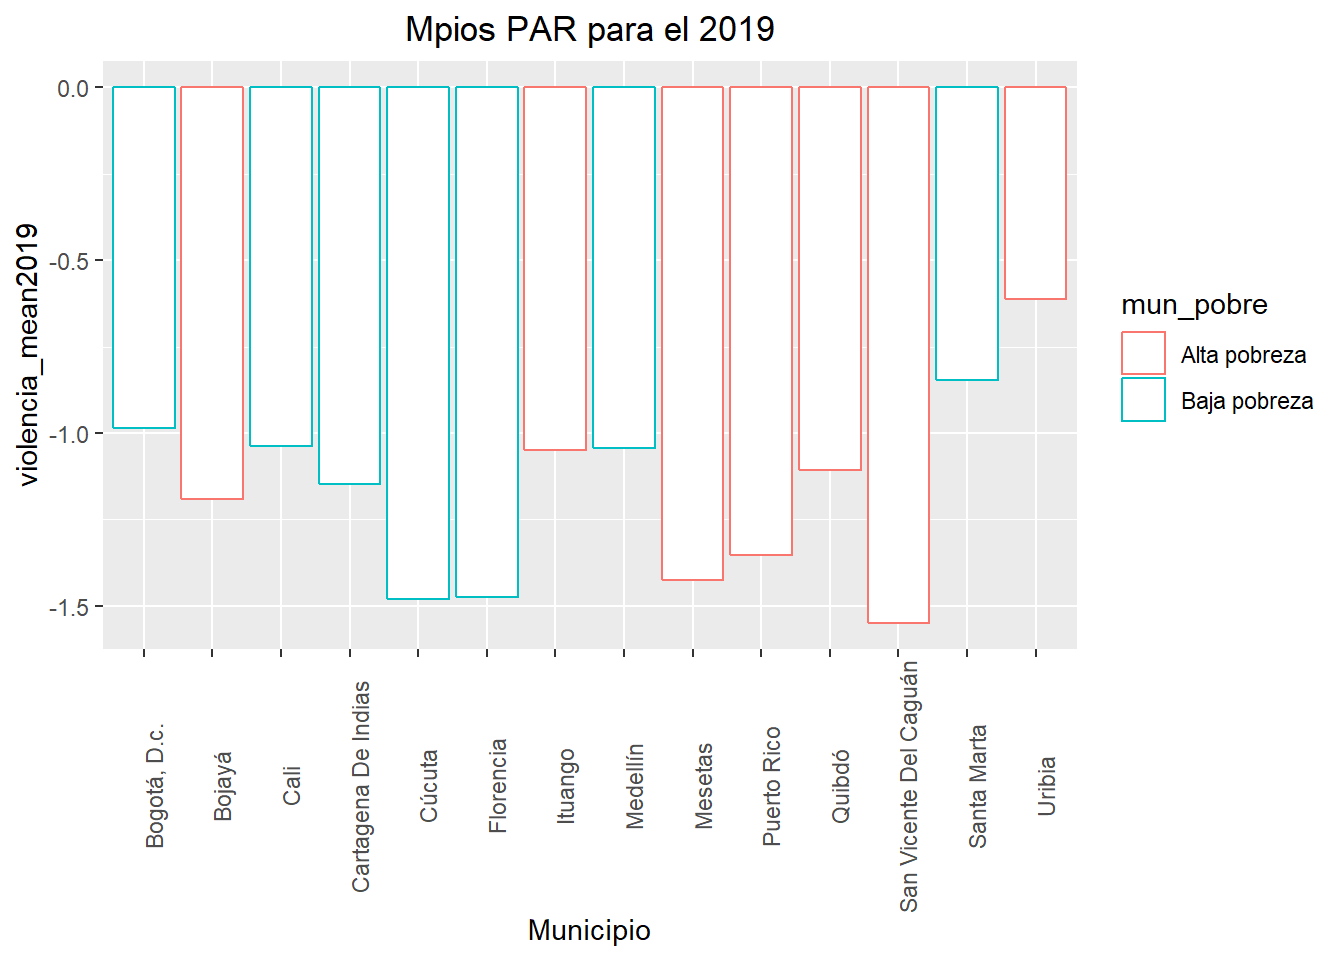 Mpios PAR para el 2019
violencia_mean2019
0.0
-0.5
-1.0
-1.5
Bogotá, D.c.
Bojayá
Cali
Cartagena De Indias
Cúcuta
Florencia
Ituango
Medellín
Mesetas
Puerto Rico
Quibdó
San Vicente Del Caguán
Santa Marta
Uribia
Municipio
mun_pobre
Alta pobreza
Baja pobreza